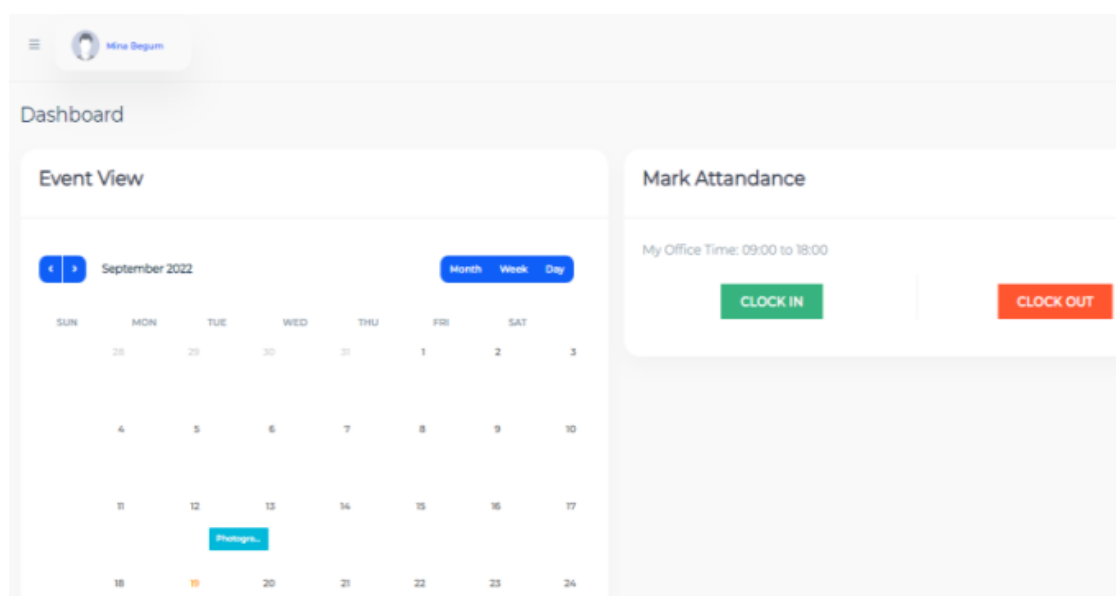 Mina Begum
Dashboard
Event View
September 2022
Month Week Day
SUN MON TUE WED THU FRI SAT
28 29 30 31 1 2 3
4 5 6 7 8 9 10
11 12 13 14 15 16 17
Photogra...
18 19 20 21 22 23 24
Mark Attandance
My Office Time: 09:00 to 18:00
CLOCK IN
CLOCK OUT